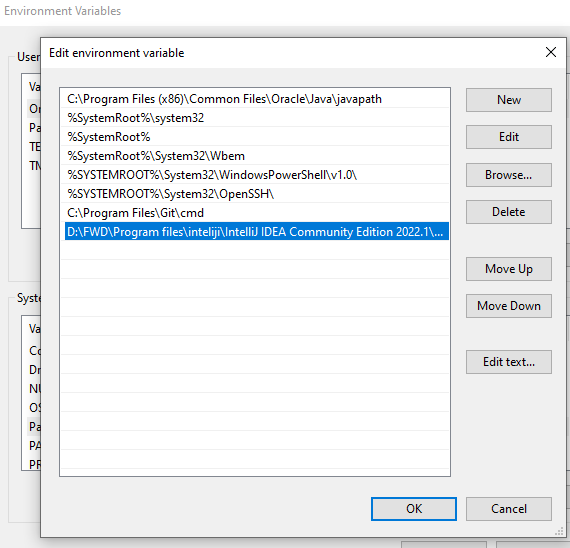 Environment Variables
Edit environment variable
User
Va
On
Pa
TE
TN
C:\Program Files (x86)\Common Files\Oracle\Java\javapath
%SystemRoot%\system32
%SystemRoot%
%SystemRoot%\System32\Wbem
%SYSTEMROOT%\System32\WindowsPowerShell\v1.0\
%SYSTEMROOT%\System32\OpenSSH\
C:\Program Files\Git\cmd
D:\FWD\Program files\inteliji\IntelliJ IDEA Community Edition 2022.1\...
New
Edit
Browse...
Delete
Move Up
Move Down
Edit text...
Syste
Va
Co
Dr
NU
OS
Pa
PA
PR
OK
Cancel